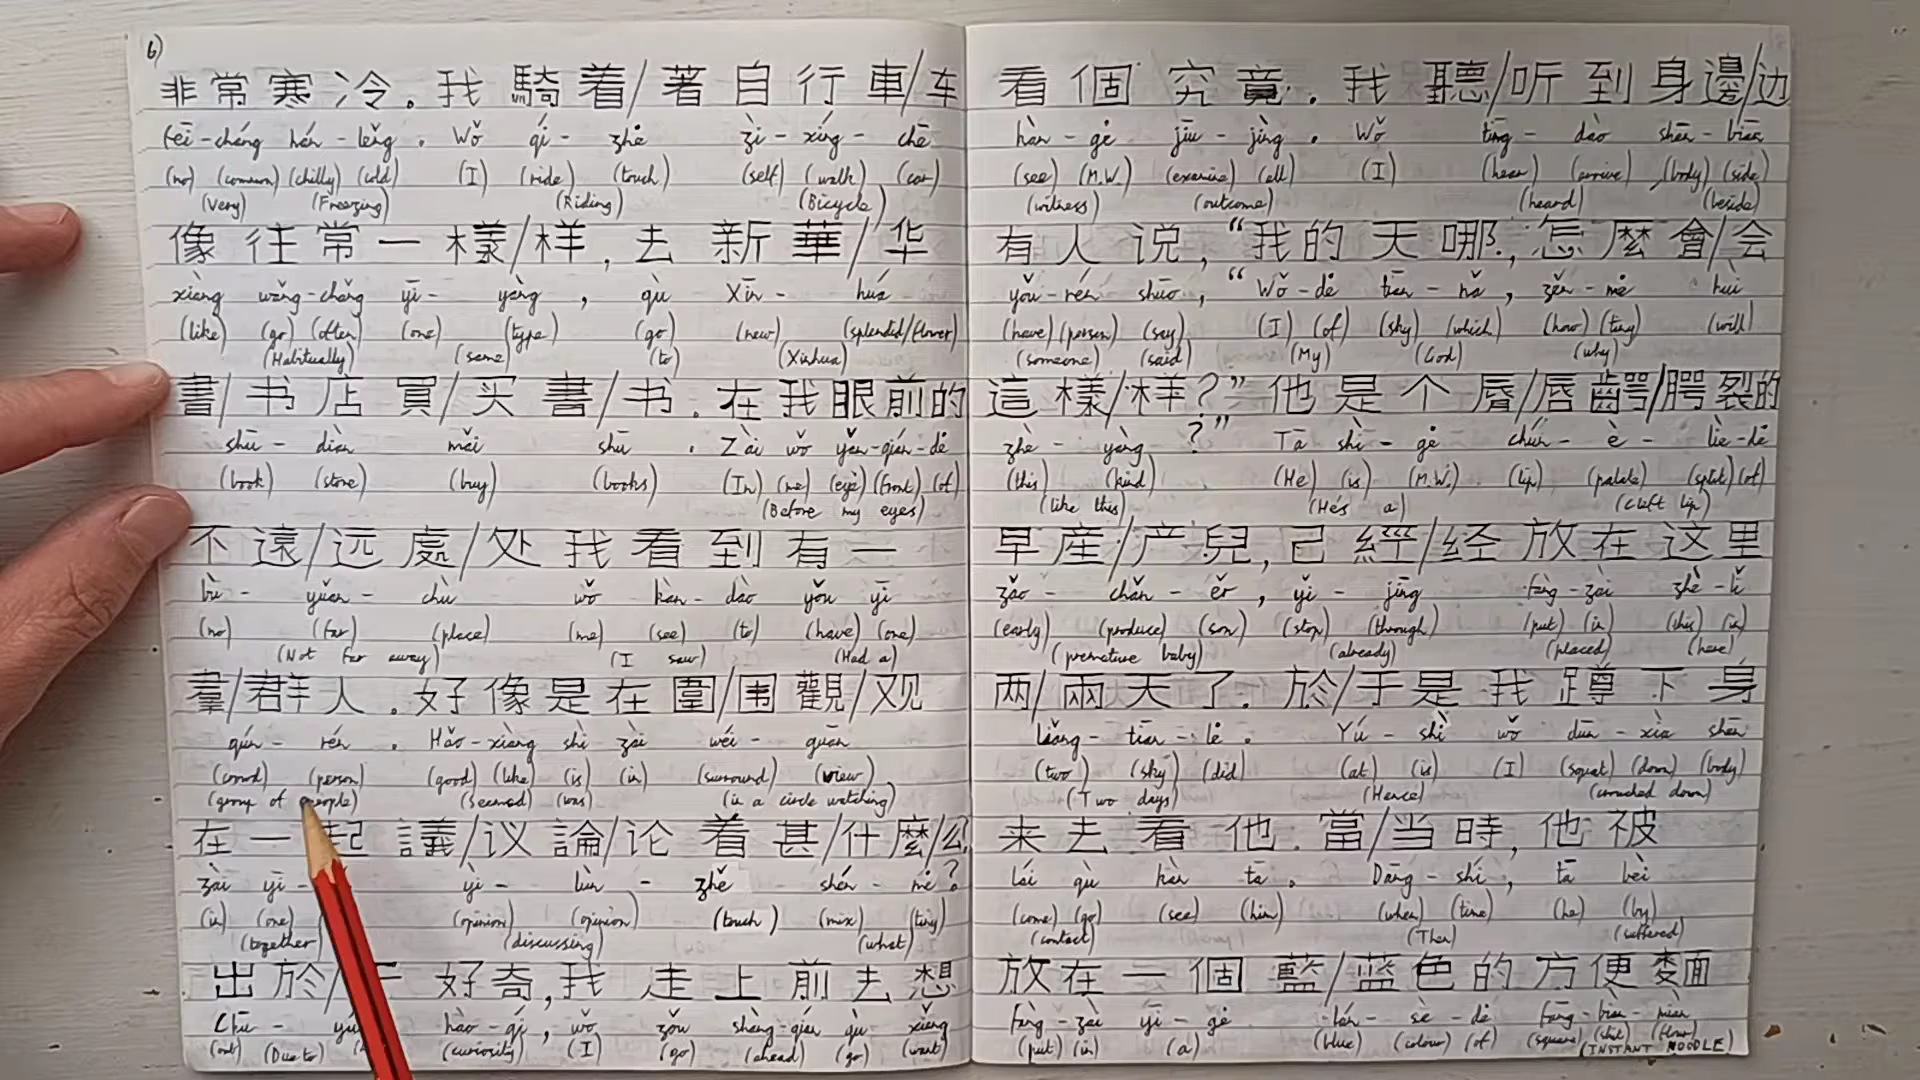 6)
非常寒冷。我騎着/著自行車/车
fēi-cháng hán-lěng. Wǒ qí-zhe zì-xíng-chē
(no) (common) (chilly) (cold) (I) (ride) (touch) (self) (walk) (car)
(Very) (Freezing) (Riding) (Bicycle)
像往常一樣/样,去新華/华
xiàng wǎng-cháng yī-yàng, qù Xīn-huá
(like) (go) (often) (one) (type) (go) (new) (splendid/flower)
(Habitually) (same) (to) (Xinhua)
書/书店買/买書/书.在我眼前的
shū-diàn mǎi shū. Zài wǒ yǎn-qián-de
(book) (store) (buy) (books) (In) (me) (eye) (front) (of)
(Before my eyes)
不遠/远處/处我看到有一
bù-yuǎn-chù wǒ kàn-dào yǒu yī
(no) (far) (place) (me) (see) (to) (have) (one)
(Not far away) (I saw) (Had a)
羣/群人.好像是在圍/围觀/观
qún-rén. Hǎo-xiàng shì zài wéi-guān
(crowd) (person) (good) (like) (is) (in) (surround) (view)
(group of people) (seemed) (was) (in a circle watching)
在一起議/议論/论着甚/什麼/么?
zài yī- yì-lùn-zhě shén-me?
(in) (one) (opinion) (opinion) (touch) (mix) (tiny)
(together) (discussing) (what)
出於/于好奇,我走上前去想
Chū-yú hào-qí, wǒ zǒu shàng-qián qù xiǎng
(out) (Due to) (curiosity) (I) (go) (ahead) (go) (want)
看個究竟.我聽/听到身邊/边
kàn-ge jiū-jìng. Wǒ tīng-dào shēn-biān
(see) (M.W.) (examine) (all) (I) (hear) (arrive) (body) (side)
(witness) (outcome) (heard) (beside)
有人说,“我的天哪,怎麼會/会
yǒu-rén shuō, “Wǒ-de tiān-nǎ, zěn-me huì
(have) (person) (say) (I) (of) (sky) (which) (how) (tiny) (will)
(someone) (said) (My) (God) (why)
這樣/样?”他是个脣/唇齶/腭裂的
zhè-yàng?” Tā shì-ge chún-è-liè-de
(this) (kind) (He) (is) (M.W.) (lip) (palate) (split) (of)
(like this) (He's a) (cleft lip)
早産/产兒,已經/经放在这里
zǎo-chǎn-ěr, yǐ-jīng fàng-zài zhè-lǐ
(early) (produce) (son) (stop) (through) (put) (in) (this) (in)
(premature baby) (already) (placed) (here)
两/兩天了.於/于是我蹲下身
liǎng-tiān-le. Yú-shì wǒ dūn-xià shēn
(two) (sky) (did) (at) (is) (I) (squat) (down) (body)
(Two days) (Hence) (crouched down)
来去看他.當/当時,他被
lái qù kàn tā. Dāng-shí, tā bèi
(come) (go) (see) (him) (when) (time) (he) (by)
(contact) (Then) (suffered)
放在一個藍/蓝色的方便麵
fàng-zài yī-ge lán-sè-de fāng-biàn-miàn
(put) (in) (a) (blue) (colour) (of) (square) (flour)
(INSTANT NOODLE)